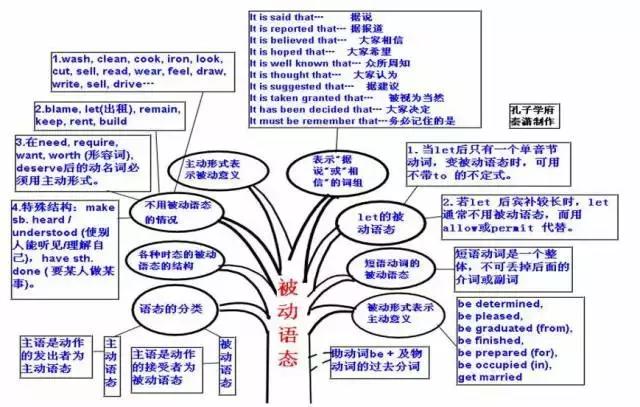 It is said that… 据说
It is reported that… 据报道
It is believed that… 大家相信
It is hoped that… 大家希望
It is well known that… 众所周知
It is thought that… 大家认为
It is suggested that… 据建议
It is taken granted that… 被视为当然
It has been decided that… 大家决定
It must be remember that…务必记住的是
孔子学府
秦潇制作
1.wash, clean, cook, iron, look,
cut, sell, read, wear, feel, draw,
write, sell, drive…
2.blame, let(出租), remain,
keep, rent, build
3.在need, require,
want, worth (形容词),
deserve后的动名词必
须用主动形式。
4.特殊结构： make
sb. heard /
understood (使别
人能听见/理解自
己)， have sth.
done ( 要某人做某
事)。
主动形式表
示被动意义
不用被动语态
的情况
各种时态的被动
语态的结构
语态的分类
主语是动作
的发出者为
主动语态
主动语态
主语是动作
的接受者为
被动语态
被动语态
被动语态
表示"据
说"或"相
信"的词组
let的被
动语态
1. 当let后只有一个单音节
动词，变被动语态时，可用
不带to 的不定式。
2. 若let 后宾补较长时，let
通常不用被动语态，而用
allow或permit 代替。
短语动词的
被动语态
短语动词是一个整
体，不可丢掉后面的
介词或副词
被动形式表示
主动意义
be determined,
be pleased,
be graduated (from),
be finished,
be prepared (for),
be occupied (in),
get married
助动词be + 及物
动词的过去分词